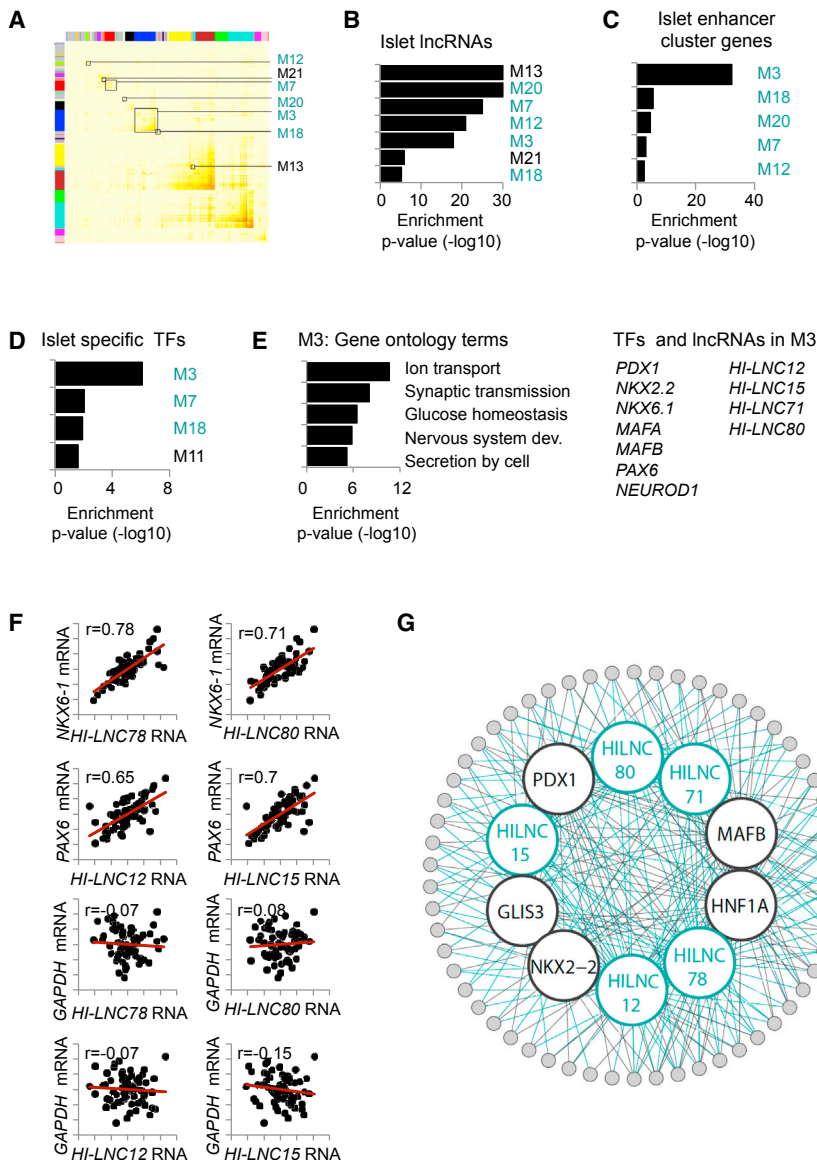 A
M12
M21
M7
M20
M3
M18
M13
B
Islet lncRNAs
M13
M20
M7
M12
M3
M21
M18
0 10 20 30
Enrichment
p-value (-log10)
C
Islet enhancer
cluster genes
M3
M18
M20
M7
M12
0 20 40
Enrichment
p-value (-log10)
D
Islet specific TFs
M3
M7
M18
M11
0 4 8
Enrichment
p-value (-log10)
E
M3: Gene ontology terms
Ion transport
Synaptic transmission
Glucose homeostasis
Nervous system dev.
Secretion by cell
0 6 12
Enrichment
p-value (-log10)
TFs and lncRNAs in M3
PDX1 HI-LNC12
NKX2.2 HI-LNC15
NKX6.1 HI-LNC71
MAFA HI-LNC80
MAFB
PAX6
NEUROD1
F
r=0.78
NKX6-1 mRNA
HI-LNC78 RNA
r=0.71
NKX6-1 mRNA
HI-LNC80 RNA
r=0.65
PAX6 mRNA
HI-LNC12 RNA
r=0.7
PAX6 mRNA
HI-LNC15 RNA
r=-0.07
GAPDH mRNA
HI-LNC78 RNA
r=0.08
GAPDH mRNA
HI-LNC80 RNA
r=-0.07
GAPDH mRNA
HI-LNC12 RNA
r=-0.15
GAPDH mRNA
HI-LNC15 RNA
G
HILNC
80
HILNC
71
PDX1
MAFB
HILNC
15
HNF1A
GLIS3
NKX2-2
HILNC
78
HILNC
12